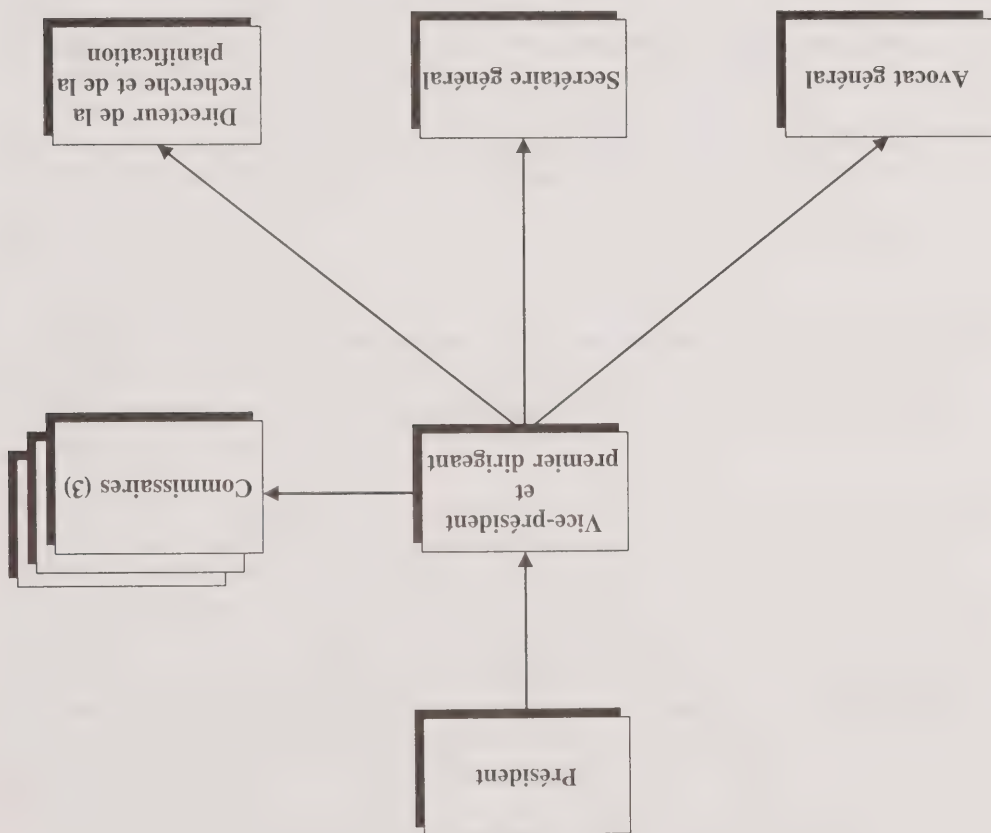 Président
Vice-président
et
premier dirigeant
Commissaires (3)
Avocat général
Secrétaire général
Directeur de la
recherche et de la
planification